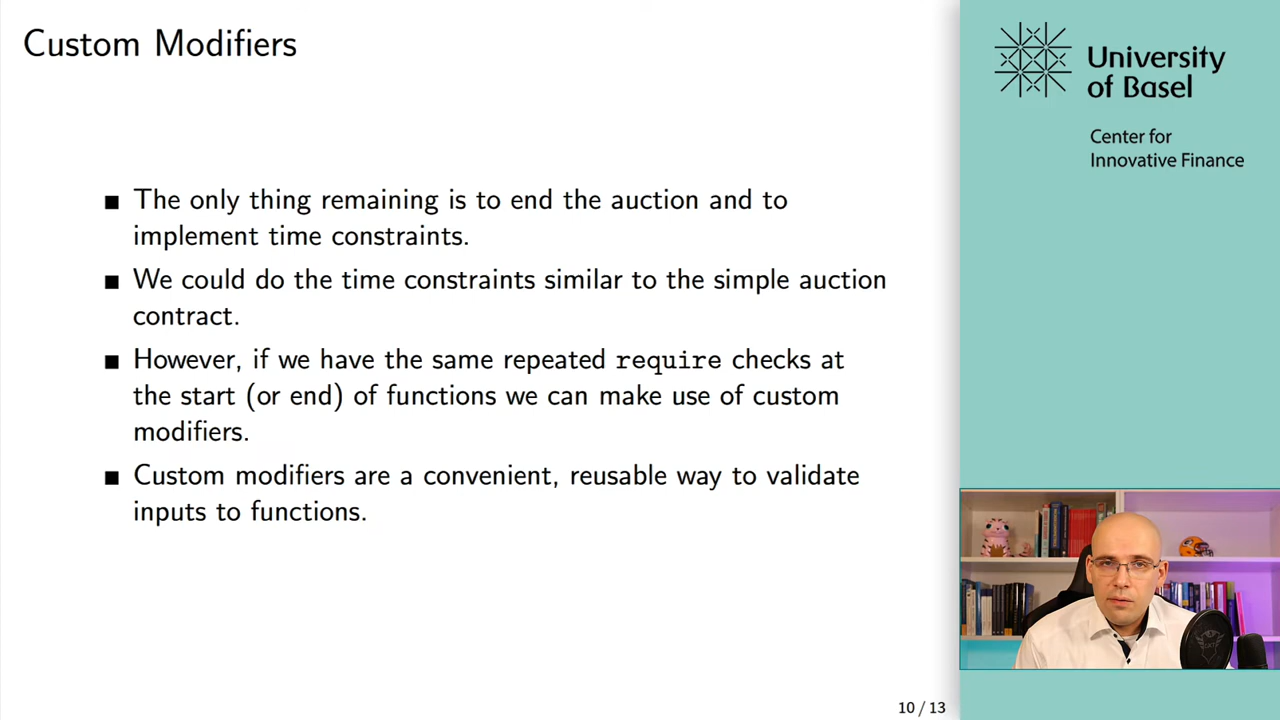 Custom Modifiers
The only thing remaining is to end the auction and to
implement time constraints.
We could do the time constraints similar to the simple auction
contract.
However, if we have the same repeated require checks at
the start (or end) of functions we can make use of custom
modifiers.
Custom modifiers are a convenient, reusable way to validate
inputs to functions.
10 / 13
University
of Basel
Center for
Innovative Finance